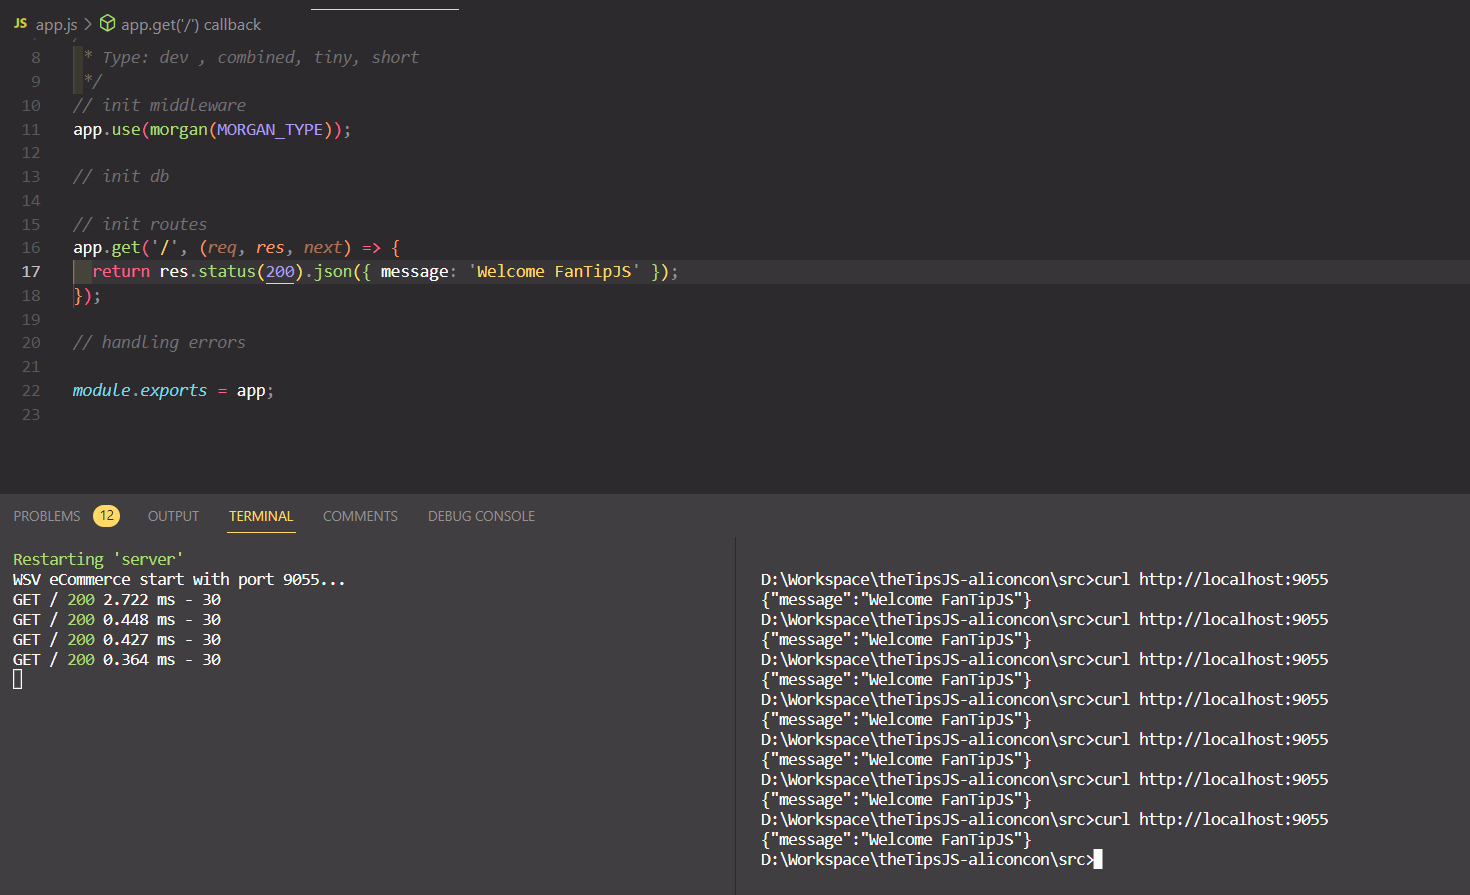 JS app.js > app.get('/') callback
8 * Type: dev , combined, tiny, short
9 */
10 // init middleware
11 app.use(morgan(MORGAN_TYPE));
12
13 // init db
14
15 // init routes
16 app.get('/', (req, res, next) => {
17 return res.status(200).json({ message: 'Welcome FanTipJS' });
18 });
19
20 // handling errors
21
22 module.exports = app;
23
PROBLEMS 12 OUTPUT TERMINAL COMMENTS DEBUG CONSOLE
Restarting 'server'
WSV eCommerce start with port 9055...
GET / 200 2.722 ms - 30
GET / 200 0.448 ms - 30
GET / 200 0.427 ms - 30
GET / 200 0.364 ms - 30
D:\Workspace\theTipsJS-aliconcon\src>curl http://localhost:9055
{"message":"Welcome FanTipJS"}
D:\Workspace\theTipsJS-aliconcon\src>curl http://localhost:9055
{"message":"Welcome FanTipJS"}
D:\Workspace\theTipsJS-aliconcon\src>curl http://localhost:9055
{"message":"Welcome FanTipJS"}
D:\Workspace\theTipsJS-aliconcon\src>curl http://localhost:9055
{"message":"Welcome FanTipJS"}
D:\Workspace\theTipsJS-aliconcon\src>curl http://localhost:9055
{"message":"Welcome FanTipJS"}
D:\Workspace\theTipsJS-aliconcon\src>curl http://localhost:9055
{"message":"Welcome FanTipJS"}
D:\Workspace\theTipsJS-aliconcon\src>curl http://localhost:9055
{"message":"Welcome FanTipJS"}
D:\Workspace\theTipsJS-aliconcon\src>